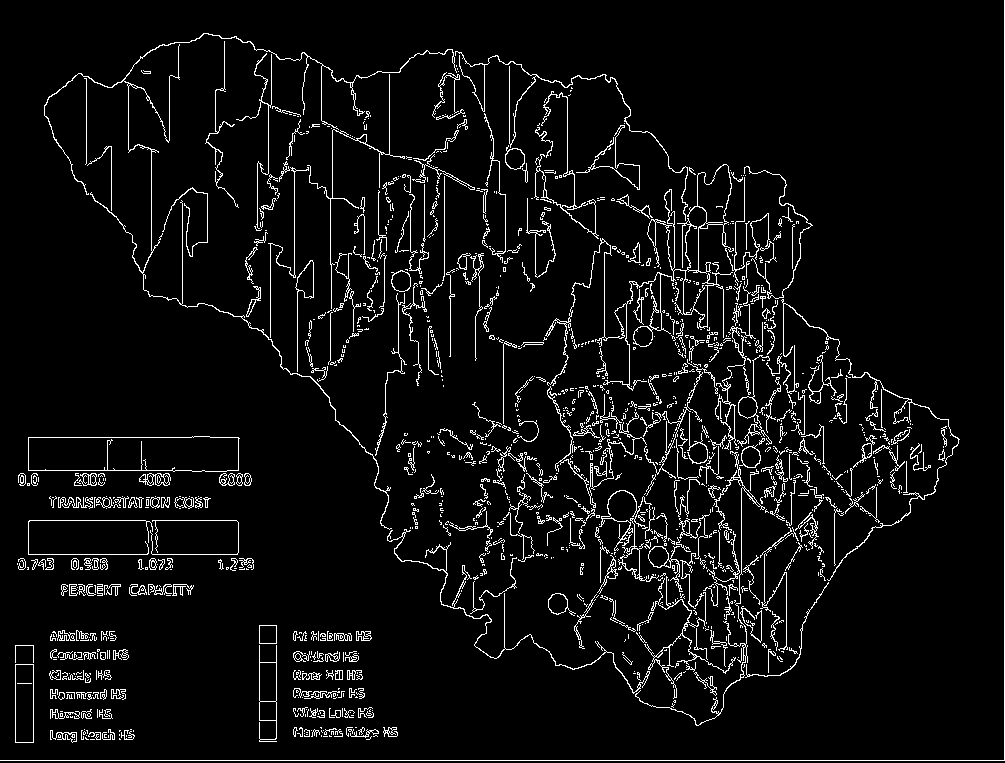 0.0 2000 4000 6000
TRANSPORTATION COST
0.743 0.908 1.073 1.238
PERCENT CAPACITY
Atholton HS
Centennial HS
Glenelg HS
Hammond HS
Howard HS
Long Reach HS
Mt Hebron HS
Oakland HS
River Hill HS
Reservoir HS
Wilde Lake HS
Marriotts Ridge HS